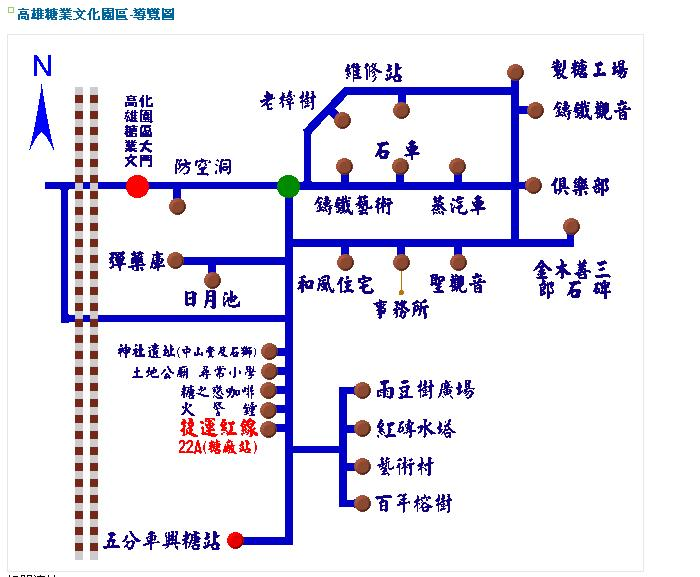 高雄糖業文化園區-導覽圖
N
維修站
製糖工場
老樟樹
鑄鐵觀音
高雄糖業文
化園區大門
石車
防空洞
俱樂部
鑄鐵藝術
蒸汽車
彈藥庫
日月池
和風住宅
事務所
聖觀音
金木善三
郎石碑
神社遺址(中山堂及石獅)
土地公廟 尋常小學
糖之戀咖啡
火警鐘
捷運紅線
22A(糖廠站)
雨豆樹廣場
紅磚水塔
藝術村
百年榕樹
五分車興糖站